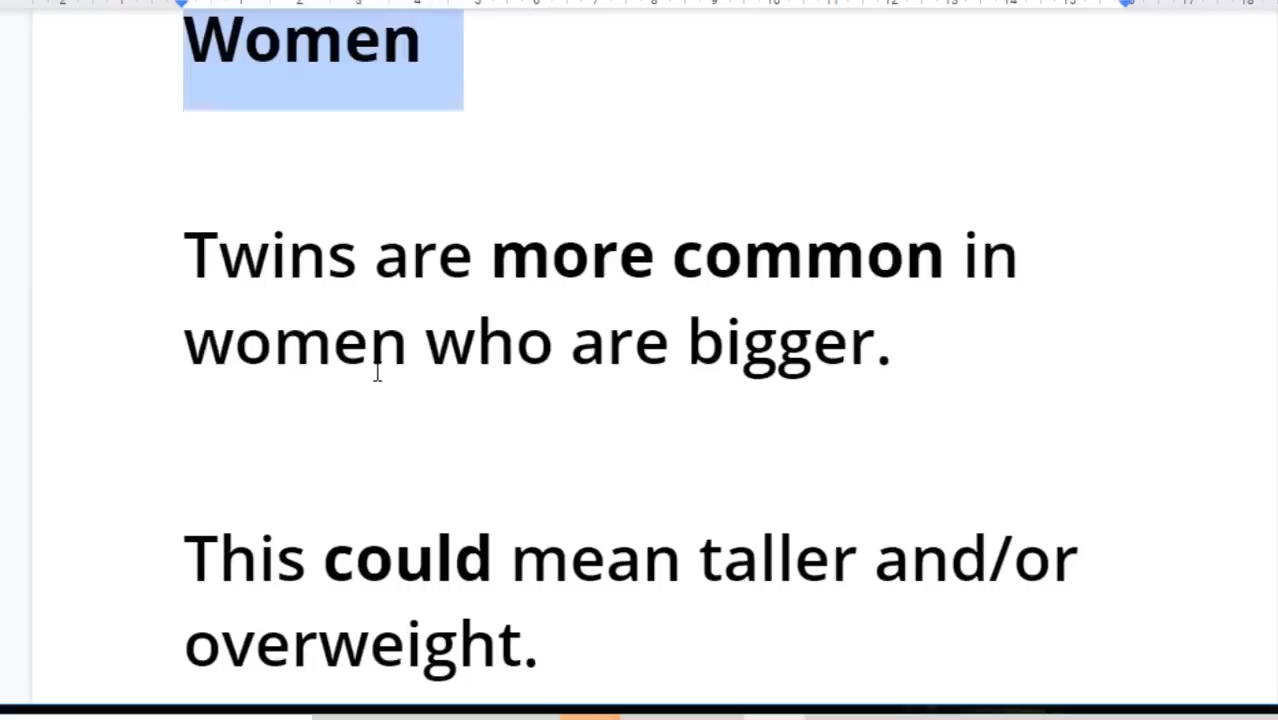 Women
Twins are more common in
women who are bigger.
This could mean taller and/or
overweight.